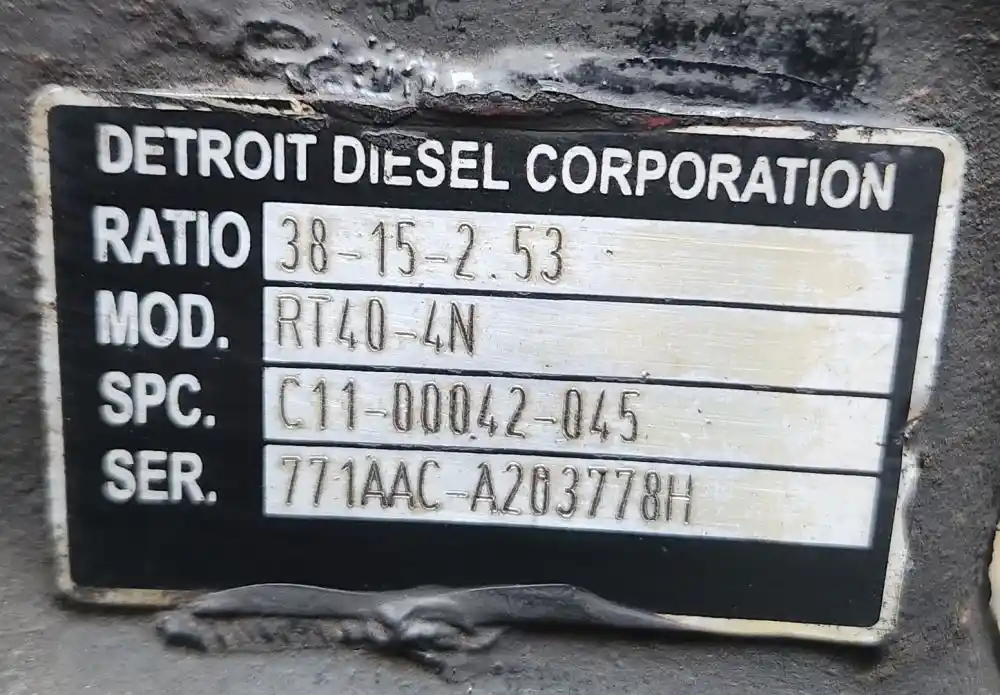 DETROIT DIESEL CORPORATION
RATIO 38-15-2.53
MOD. RT40-4N
SPC. C11-00042-045
SER. 771AAC-A203778H